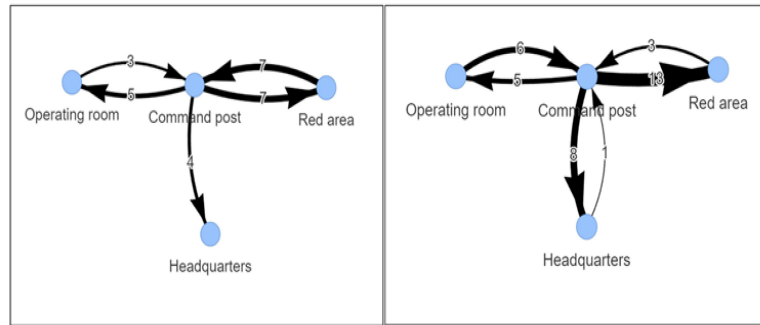 3
7
5
7
Operating room
Command post
Red area
4
Headquarters
6
3
5
13
Operating room
Command post
Red area
8
1
Headquarters